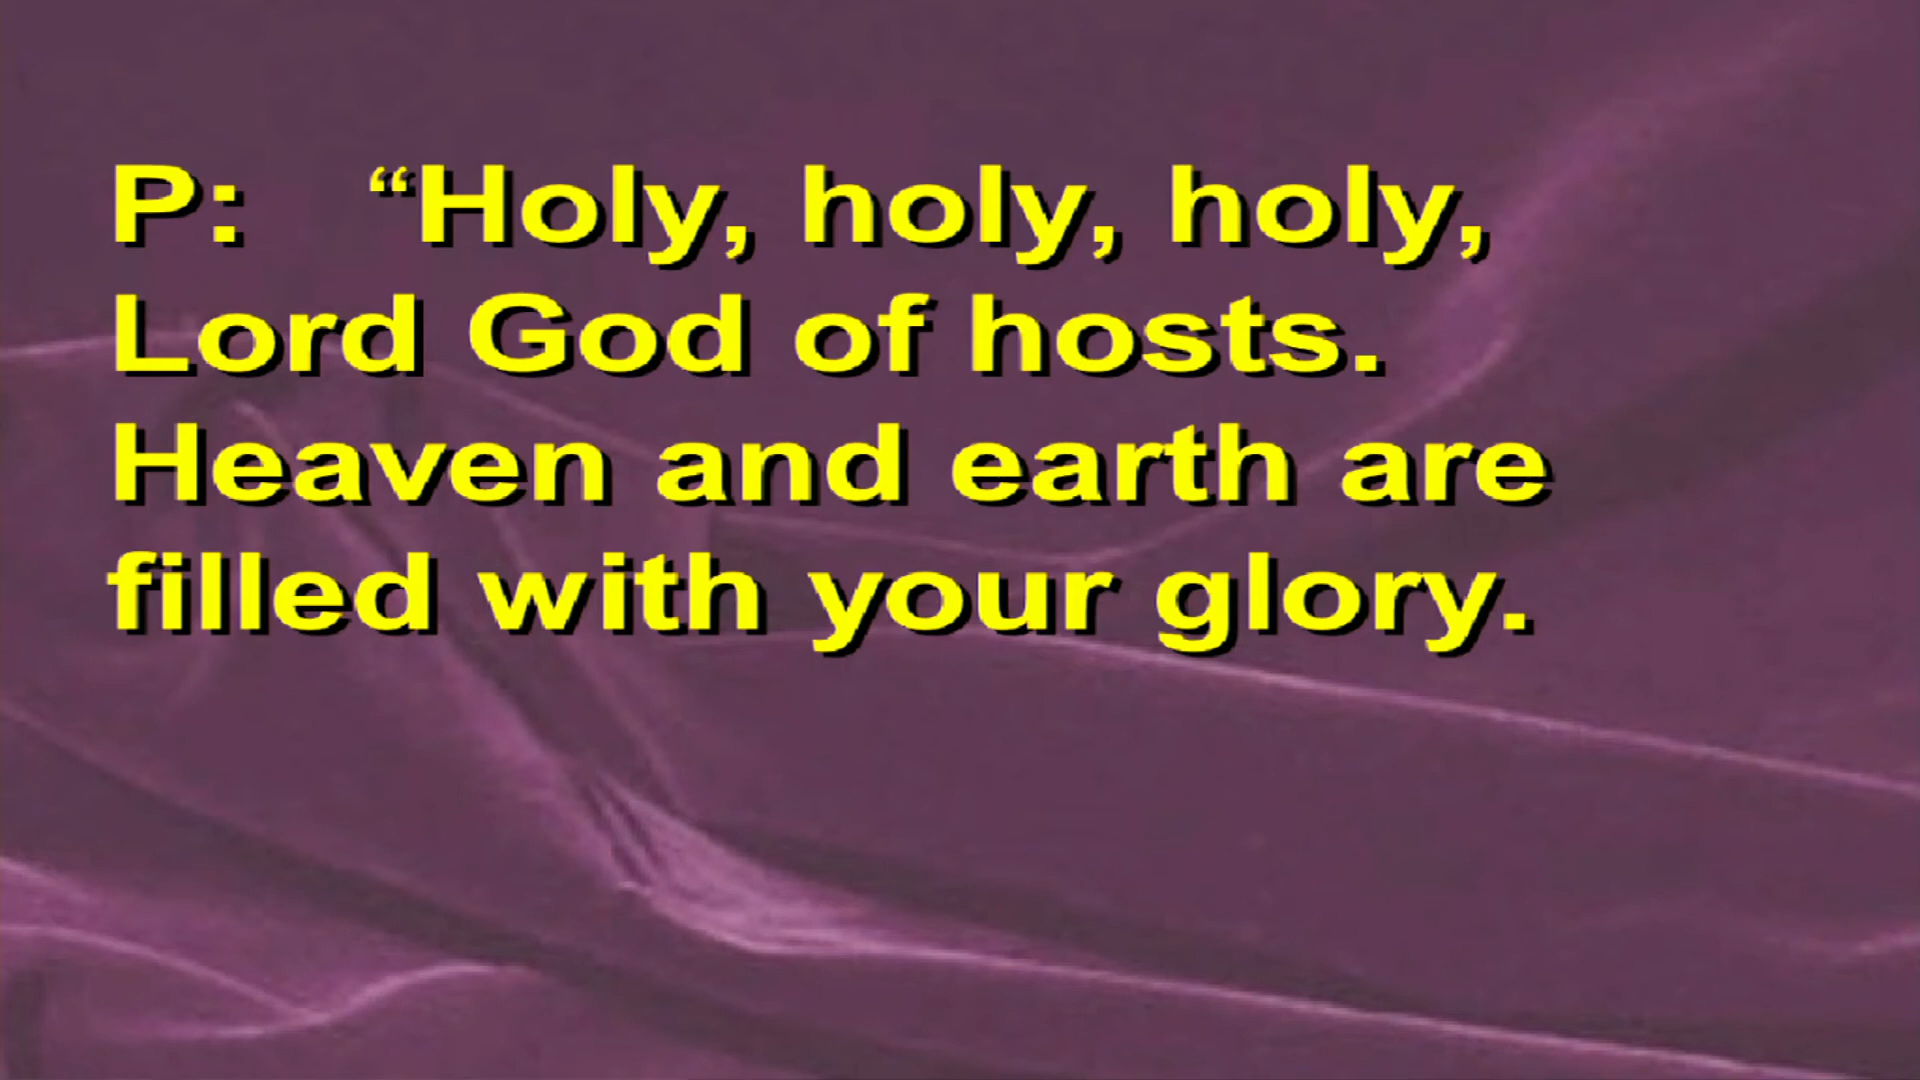 P: “Holy, holy, holy,
Lord God of hosts.
Heaven and earth are
filled with your glory.